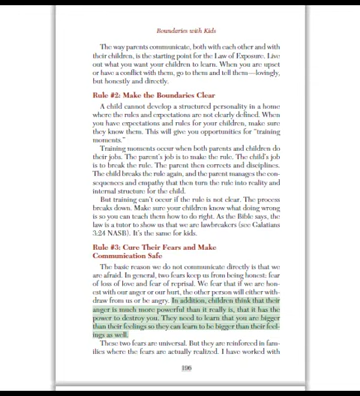 Boundaries with Kids
The way parents communicate, both with each other and with
their children, is the starting point for the Law of Exposure. Live
out what you want your children to learn. When you are upset
or have a conflict with them, go to them and tell them—lovingly,
but honestly and directly.
Rule #2: Make the Boundaries Clear
A child cannot develop a structured personality in a home
where the rules and expectations are not clearly defined. When
you have expectations and rules for your children, make sure
they know them. This will give you opportunities for "training
moments."
Training moments occur when both parents and children do
their jobs. The parent's job is to make the rule. The child's job
is to break the rule. The parent then corrects and disciplines.
The child breaks the rule again, and the parent manages the con-
sequences and empathy that then turn the rule into reality and
internal structure for the child.
But training can't occur if the rule is not clear. The process
breaks down. Make sure your children know what doing wrong
is so you can teach them how to do right. As the Bible says, the
law is a tutor to show us that we are lawbreakers (see Galatians
3:24 NASB). It's the same for kids.
Rule #3: Cure Their Fears and Make
Communication Safe
The basic reason we do not communicate directly is that we
are afraid. In general, two fears keep us from being honest: fear
of loss of love and fear of reprisal. We fear that if we are hon-
est with our anger or our hurt, the other person will either with-
draw from us or be angry. In addition, children think that their
anger is much more powerful than it really is, that it has the
power to destroy you. They need to learn that you are bigger
than their feelings so they can learn to be bigger than their feel-
ings as well.
These two fears are universal. But they are reinforced in fam-
ilies where the fears are actually realized. I have worked with